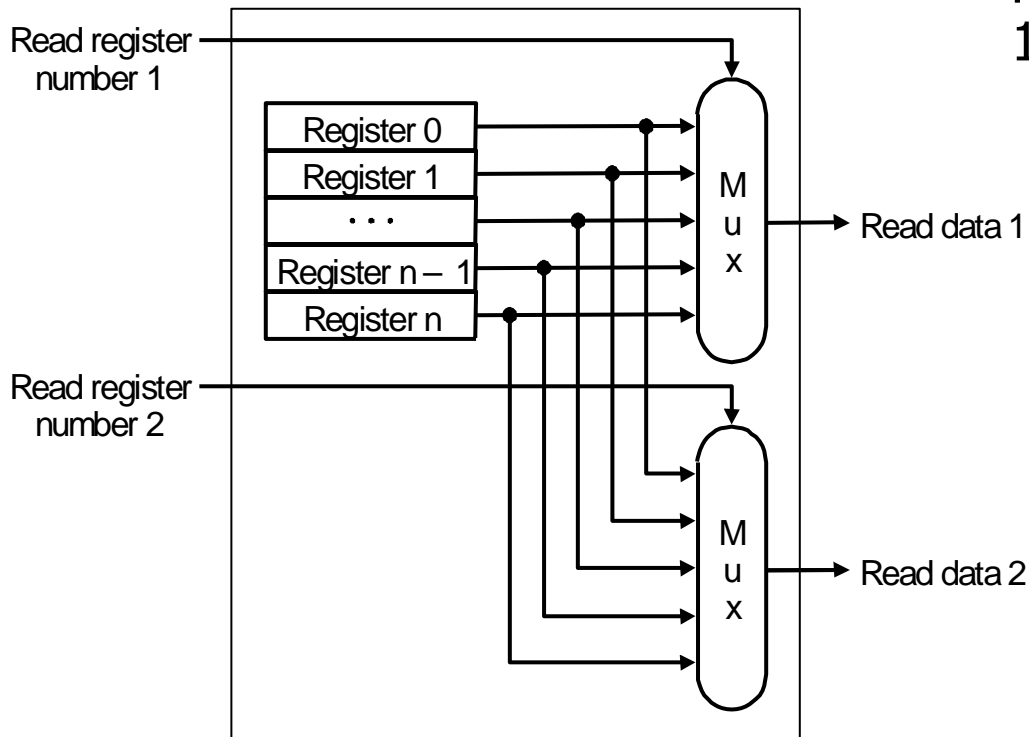 Read register
number 1
1
Register 0
Register 1
...
Register n – 1
Register n
M
u
x
Read data 1
Read register
number 2
M
u
x
Read data 2